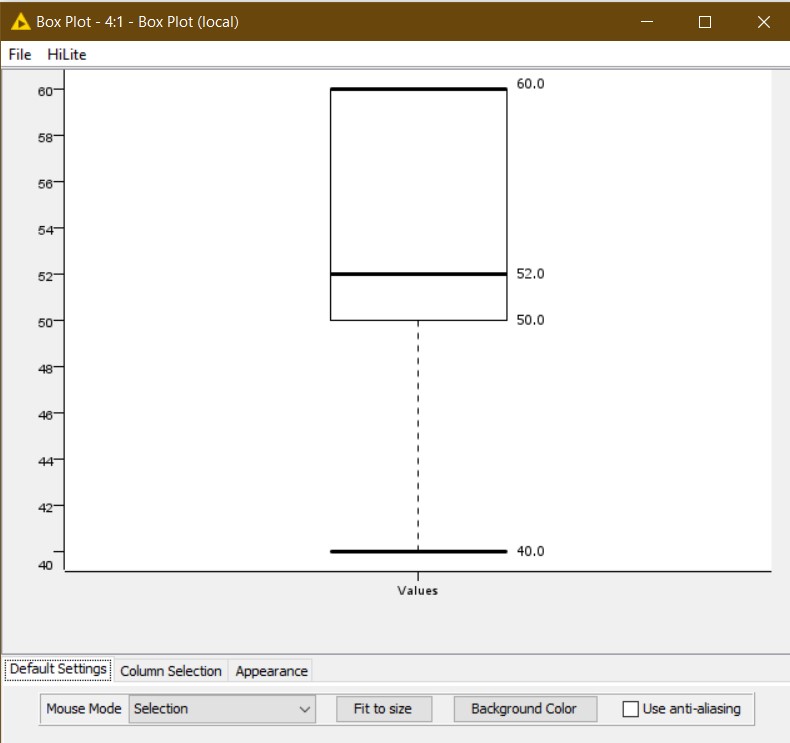 Box Plot - 4:1 - Box Plot (local)
File HiLite
60 60.0
58
56
54
52 52.0
50 50.0
48
46
44
42
40 40.0
Values
Default Settings Column Selection Appearance
Mouse Mode Selection Fit to size Background Color Use anti-aliasing